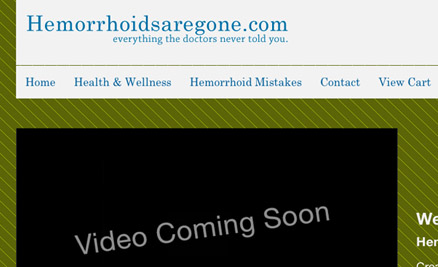 Hemorrhoidsaregone.com
everything the doctors never told you.
Home Health & Wellness Hemorrhoid Mistakes Contact View Cart
Video Coming Soon
We
Her